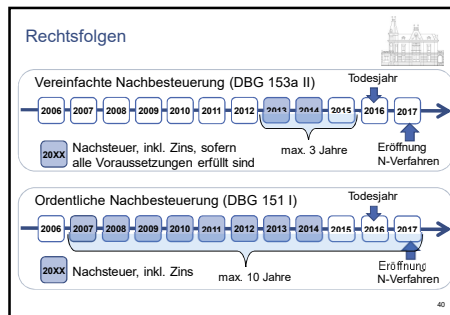 Rechtsfolgen
Vereinfachte Nachbesteuerung (DBG 153a II)
Todesjahr
2006 2007 2008 2009 2010 2011 2012 2013 2014 2015 2016 2017
20XX Nachsteuer, inkl. Zins, sofern
alle Voraussetzungen erfüllt sind
max. 3 Jahre
Eröffnung
N-Verfahren
Ordentliche Nachbesteuerung (DBG 151 I)
Todesjahr
2006 2007 2008 2009 2010 2011 2012 2013 2014 2015 2016 2017
20XX Nachsteuer, inkl. Zins
max. 10 Jahre
Eröffnung
N-Verfahren
40